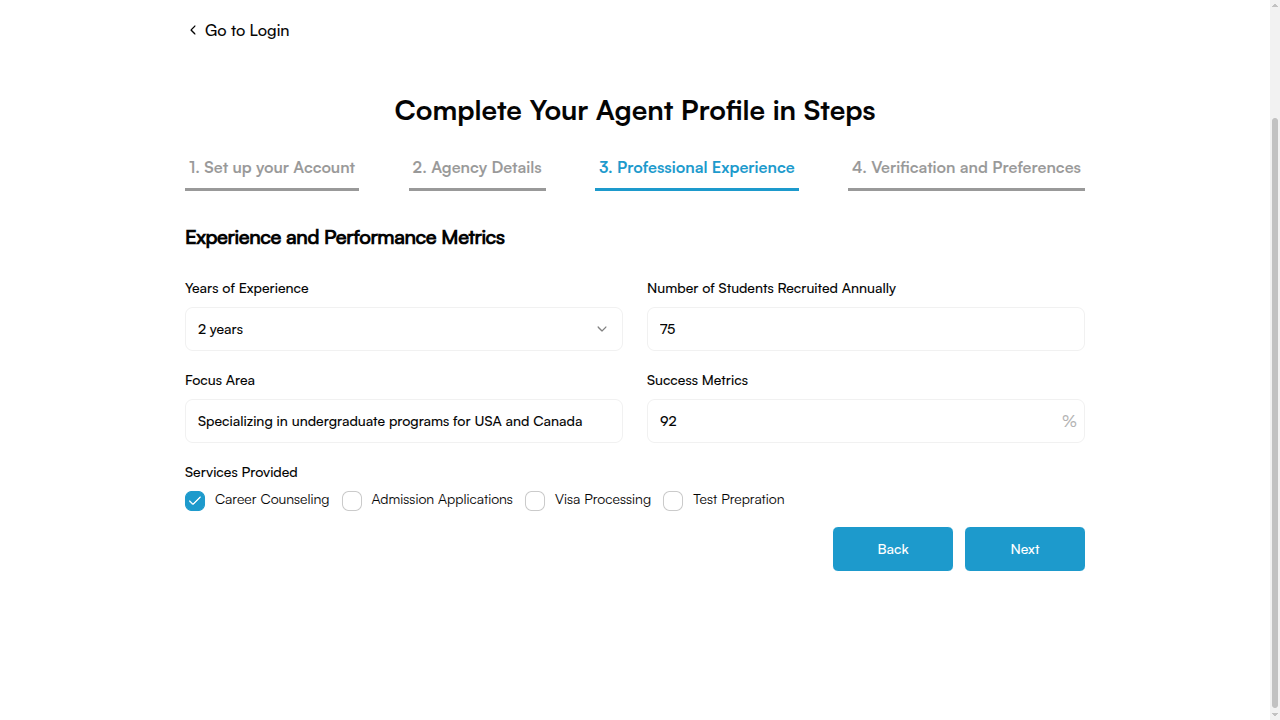 Go to Login
Complete Your Agent Profile in Steps
1. Set up your Account 2. Agency Details 3. Professional Experience 4. Verification and Preferences
Experience and Performance Metrics
Years of Experience Number of Students Recruited Annually
2 years 75
Focus Area Success Metrics
Specializing in undergraduate programs for USA and Canada 92 %
Services Provided
Career Counseling Admission Applications Visa Processing Test Prepration
Back Next